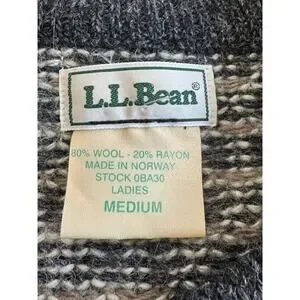 L.L.Bean®
80% WOOL - 20% RAYON
MADE IN NORWAY
STOCK 0BA30
LADIES
MEDIUM